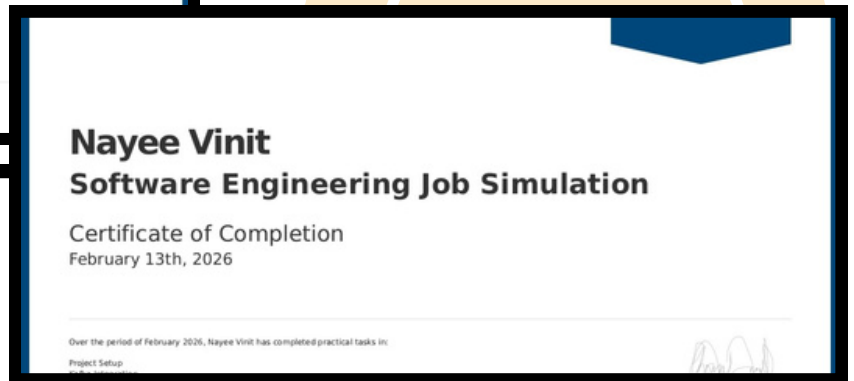 Nayee Vinit
Software Engineering Job Simulation
Certificate of Completion
February 13th, 2026
Over the period of February 2026, Nayee Vinit has completed practical tasks in:
Project Setup